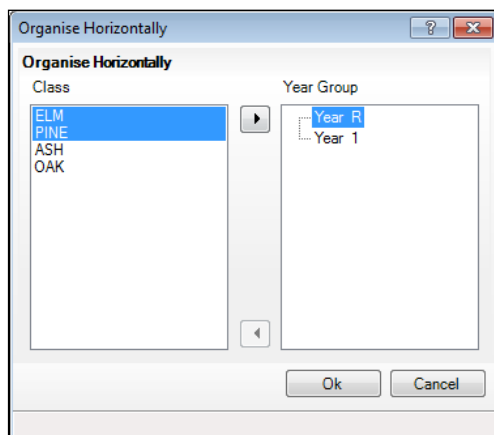 Organise Horizontally
Organise Horizontally
Class
Year Group
ELM
PINE
ASH
OAK
Year R
Year 1
Ok
Cancel